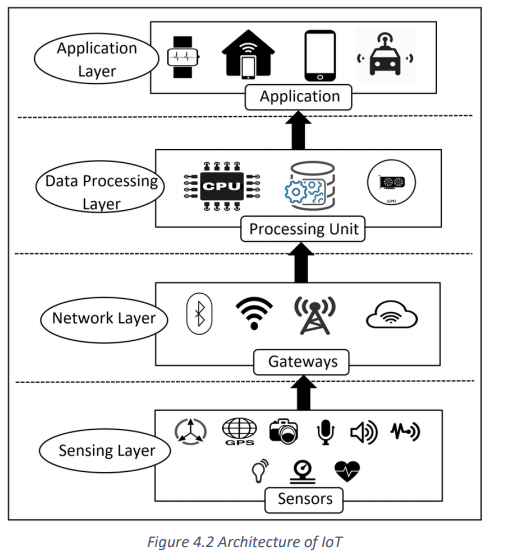 Application
Layer
Application
Data Processing
Layer
CPU
GPU
Processing Unit
Network Layer
Gateways
Sensing Layer
GPS
Sensors
Figure 4.2 Architecture of IoT